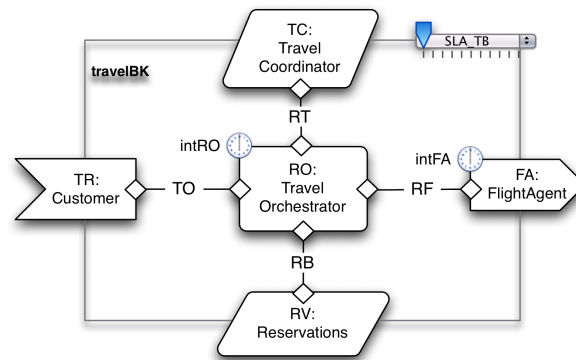 TC:
Travel
Coordinator
SLA_TB
travelBK
RT
intRO
intFA
TR:
Customer
TO
RO:
Travel
Orchestrator
RF
FA:
FlightAgent
RB
RV:
Reservations